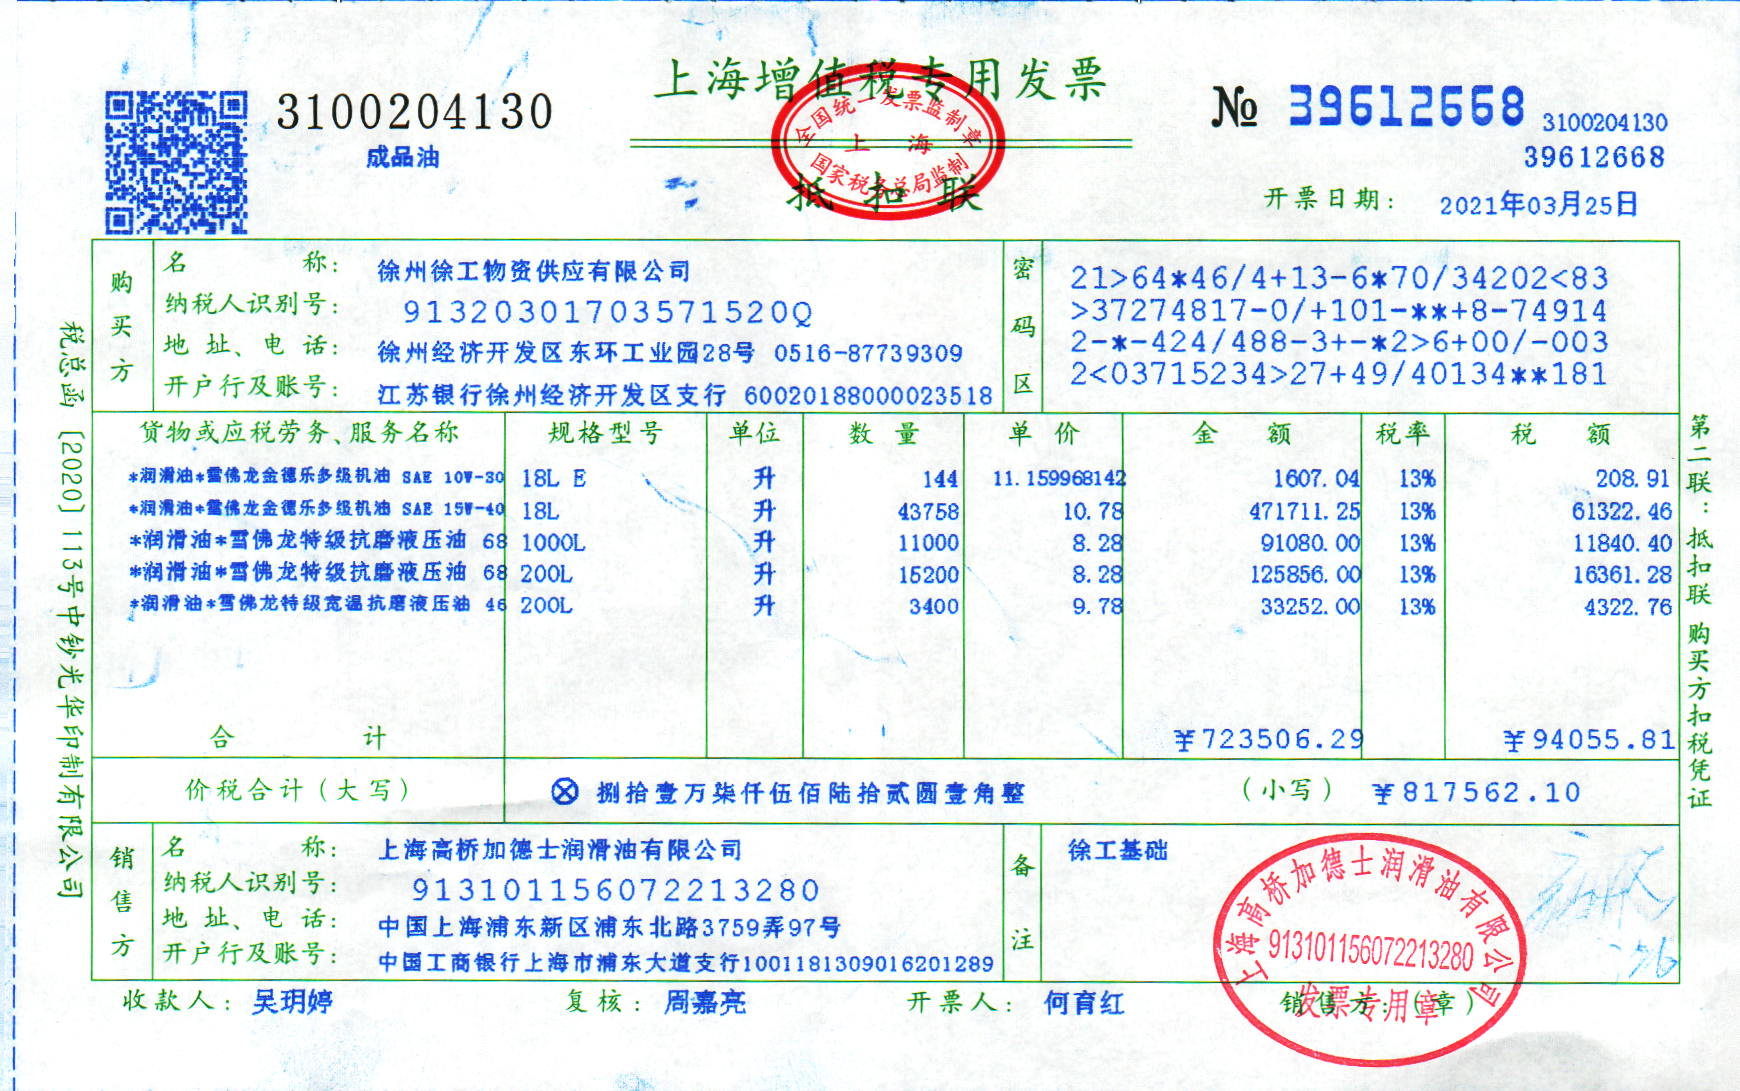 上海增值税专用发票
全国统一发票监制章
上海
国家税务总局监制
抵扣联
3100204130
成品油
№ 39612668
3100204130
39612668
开票日期： 2021年03月25日
税总函〔2020〕113号中钞光华印制有限公司
购买方
名称： 徐州徐工物资供应有限公司
纳税人识别号： 91320301703571520Q
地址、电话： 徐州经济开发区东环工业园28号 0516-87739309
开户行及账号： 江苏银行徐州经济开发区支行 60020188000023518
密码区
21>64*46/4+13-6*70/34202<83
>37274817-0/+101-**+8-74914
2-*-424/488-3+-*2>6+00/-003
2<03715234>27+49/40134**181
货物或应税劳务、服务名称 规格型号 单位 数量 单价 金额 税率 税额
*润滑油*雪佛龙金德乐多级机油 SAE 10W-30 18L E 升 144 11.159968142 1607.04 13% 208.91
*润滑油*雪佛龙金德乐多级机油 SAE 15W-40 18L 升 43758 10.78 471711.25 13% 61322.46
*润滑油*雪佛龙特级抗磨液压油 68 1000L 升 11000 8.28 91080.00 13% 11840.40
*润滑油*雪佛龙特级抗磨液压油 68 200L 升 15200 8.28 125856.00 13% 16361.28
*润滑油*雪佛龙特级宽温抗磨液压油 46 200L 升 3400 9.78 33252.00 13% 4322.76
合计 ¥723506.29 ¥94055.81
价税合计（大写） ⊗捌拾壹万柒仟伍佰陆拾贰圆壹角整 （小写） ¥817562.10
第二联：抵扣联 购买方扣税凭证
销售方
名称： 上海高桥加德士润滑油有限公司
纳税人识别号： 913101156072213280
地址、电话： 中国上海浦东新区浦东北路3759弄97号
开户行及账号： 中国工商银行上海市浦东大道支行1001181309016201289
备注
徐工基础
上海高桥加德士润滑油有限公司
913101156072213280
发票专用章
收款人： 吴玥婷 复核： 周嘉亮 开票人： 何育红 销售方：（章）